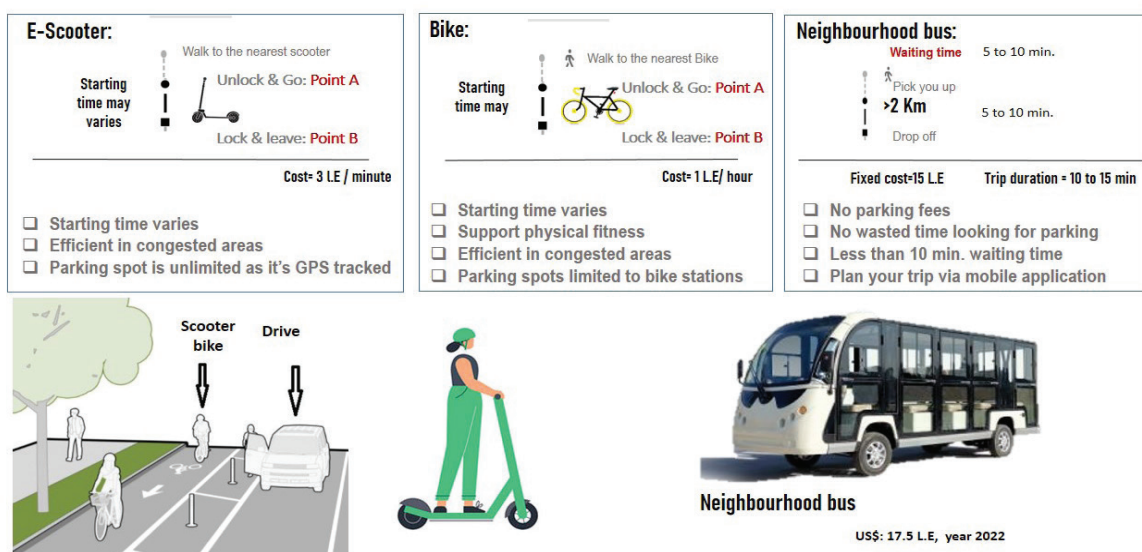 E-Scooter:
Walk to the nearest scooter
Starting
time may
varies
Unlock & Go: Point A
Lock & leave: Point B
Cost= 3 I.E / minute
❑ Starting time varies
❑ Efficient in congested areas
❑ Parking spot is unlimited as it's GPS tracked
Bike:
Walk to the nearest Bike
Starting
time may
Unlock & Go: Point A
Lock & leave: Point B
Cost= 1 L.E/ hour
❑ Starting time varies
❑ Support physical fitness
❑ Efficient in congested areas
❑ Parking spots limited to bike stations
Neighbourhood bus:
Waiting time 5 to 10 min.
Pick you up
>2 Km
5 to 10 min.
Drop off
Fixed cost=15 L.E Trip duration = 10 to 15 min
❑ No parking fees
❑ No wasted time looking for parking
❑ Less than 10 min. waiting time
❑ Plan your trip via mobile application
Scooter
bike
Drive
Neighbourhood bus
US$: 17.5 L.E, year 2022